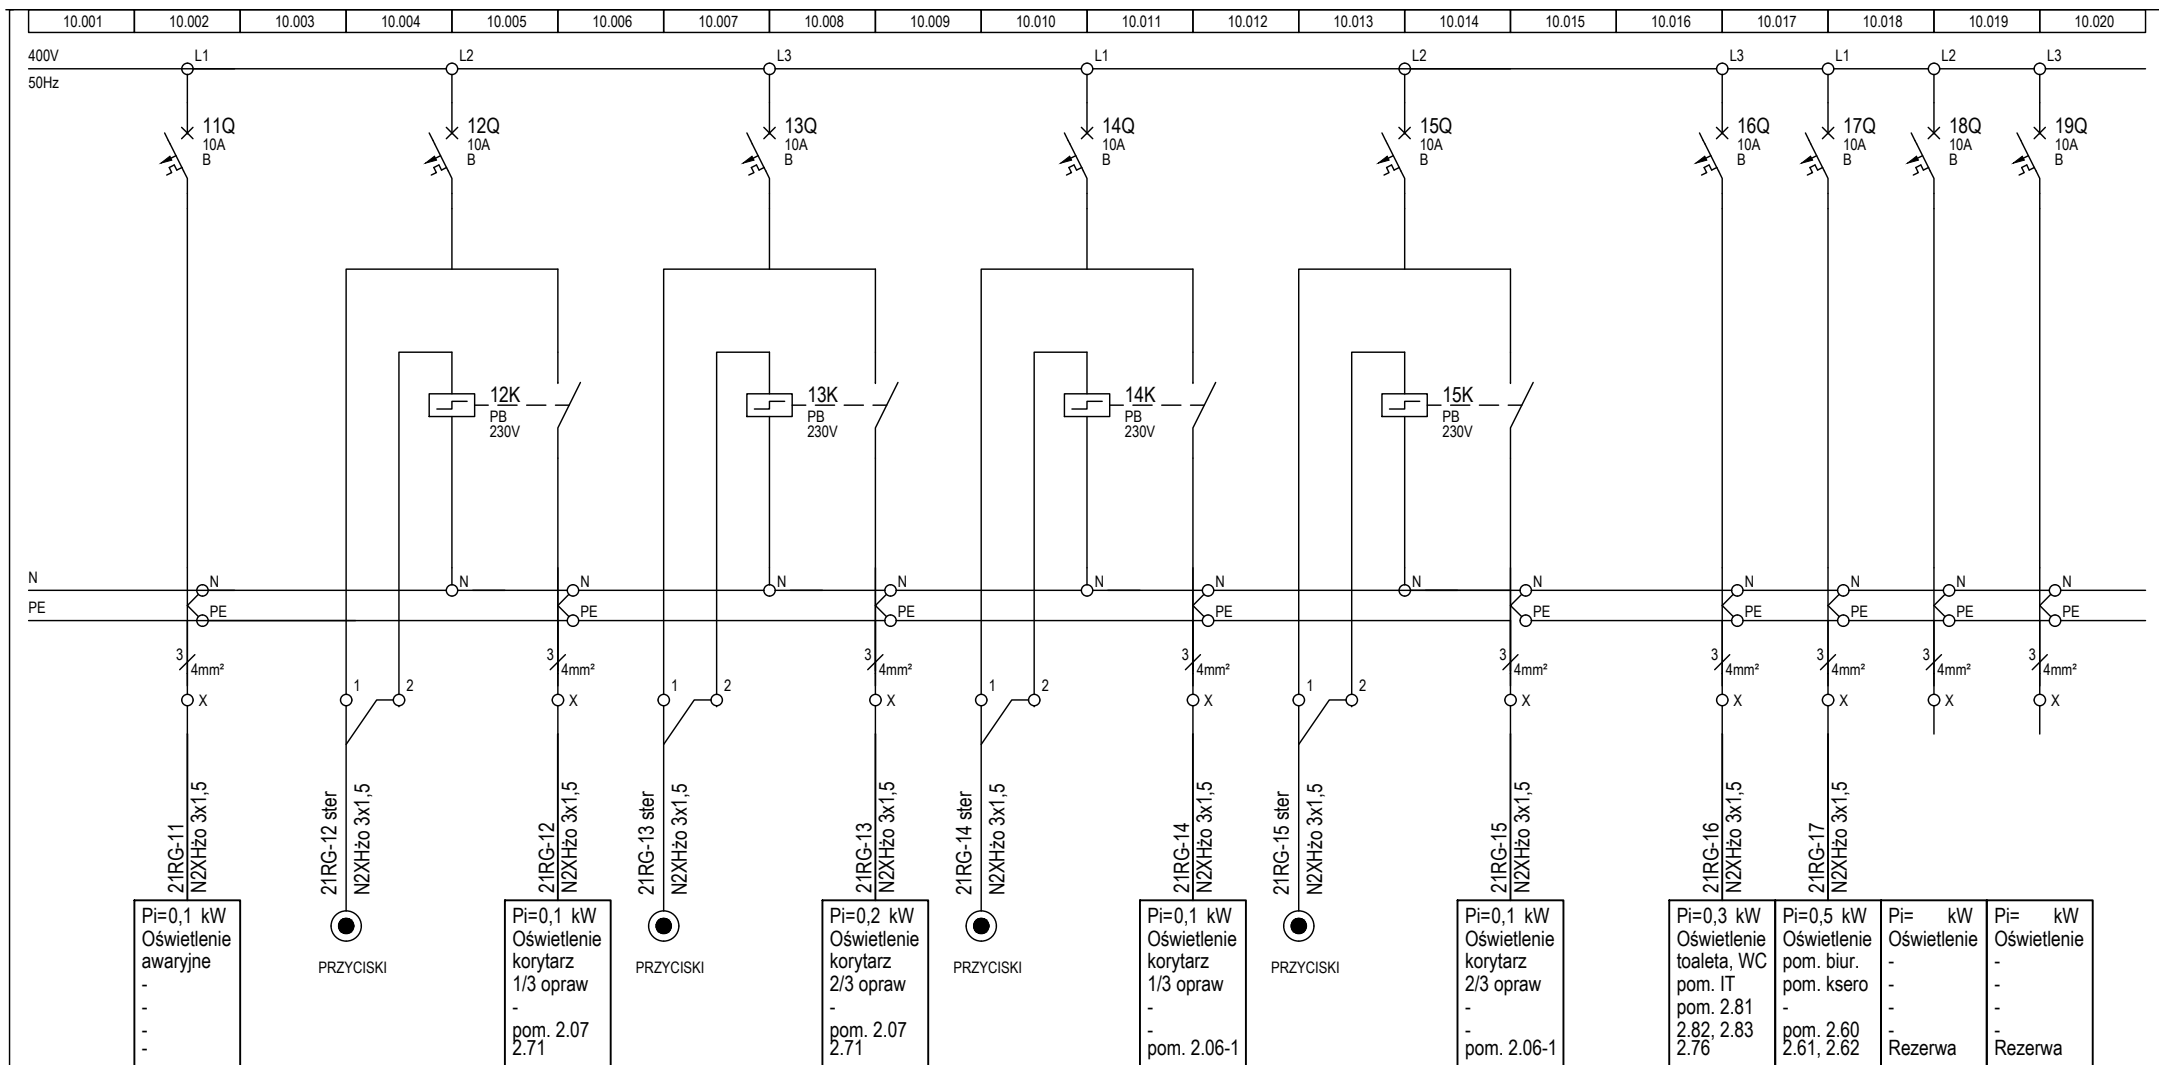 10.001 10.002 10.003 10.004 10.005 10.006 10.007 10.008 10.009 10.010 10.011 10.012 10.013 10.014 10.015 10.016 10.017 10.018 10.019 10.020
400V L1 L2 L3 L1 L2 L3 L1 L2 L3
50Hz
11Q 12Q 13Q 14Q 15Q 16Q 17Q 18Q 19Q
10A 10A 10A 10A 10A 10A 10A 10A 10A
B B B B B B B B B
12K 13K 14K 15K
PB PB PB PB
230V 230V 230V 230V
N N N N N N N N N N N N N N
PE PE PE PE PE PE PE PE PE PE
3 3 3 3 3 3 3 3 3
4mm² 4mm² 4mm² 4mm² 4mm² 4mm² 4mm² 4mm² 4mm²
1 2 1 2 1 2 1 2
X X X X X X X X X
21RG-11
N2XHżo 3x1,5
21RG-12 ster
N2XHżo 3x1,5
21RG-12
N2XHżo 3x1,5
21RG-13 ster
N2XHżo 3x1,5
21RG-13
N2XHżo 3x1,5
21RG-14 ster
N2XHżo 3x1,5
21RG-14
N2XHżo 3x1,5
21RG-15 ster
N2XHżo 3x1,5
21RG-15
N2XHżo 3x1,5
21RG-16
N2XHżo 3x1,5
21RG-17
N2XHżo 3x1,5
Pi=0,1 kW
Oświetlenie
awaryjne
-
-
-
-
PRZYCISKI
Pi=0,1 kW
Oświetlenie
korytarz
1/3 opraw
-
pom. 2.07
2.71
PRZYCISKI
Pi=0,2 kW
Oświetlenie
korytarz
2/3 opraw
-
pom. 2.07
2.71
PRZYCISKI
Pi=0,1 kW
Oświetlenie
korytarz
1/3 opraw
-
-
pom. 2.06-1
PRZYCISKI
Pi=0,1 kW
Oświetlenie
korytarz
2/3 opraw
-
-
pom. 2.06-1
Pi=0,3 kW
Oświetlenie
toaleta, WC
pom. IT
pom. 2.81
2.82, 2.83
2.76
Pi=0,5 kW
Oświetlenie
pom. biur.
pom. ksero
-
pom. 2.60
2.61, 2.62
Pi= kW
Oświetlenie
-
-
-
-
Rezerwa
Pi= kW
Oświetlenie
-
-
-
-
Rezerwa